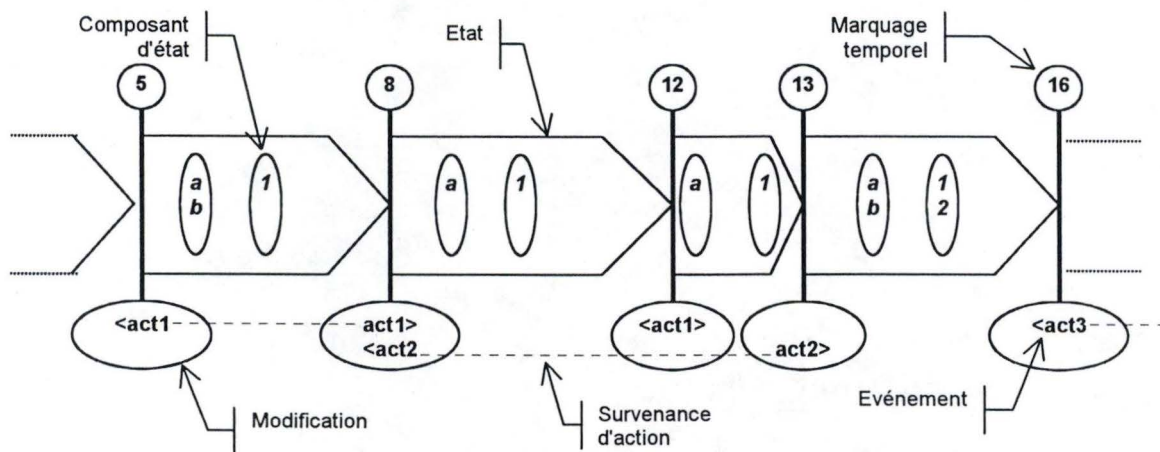 Composant
d'état
Etat
Marquage
temporel
5
8
12
13
16
a
b
1
a
1
a
1
a
b
1
2
<act1
act1>
<act2
<act1>
act2>
<act3
Modification
Survenance
d'action
Evénement